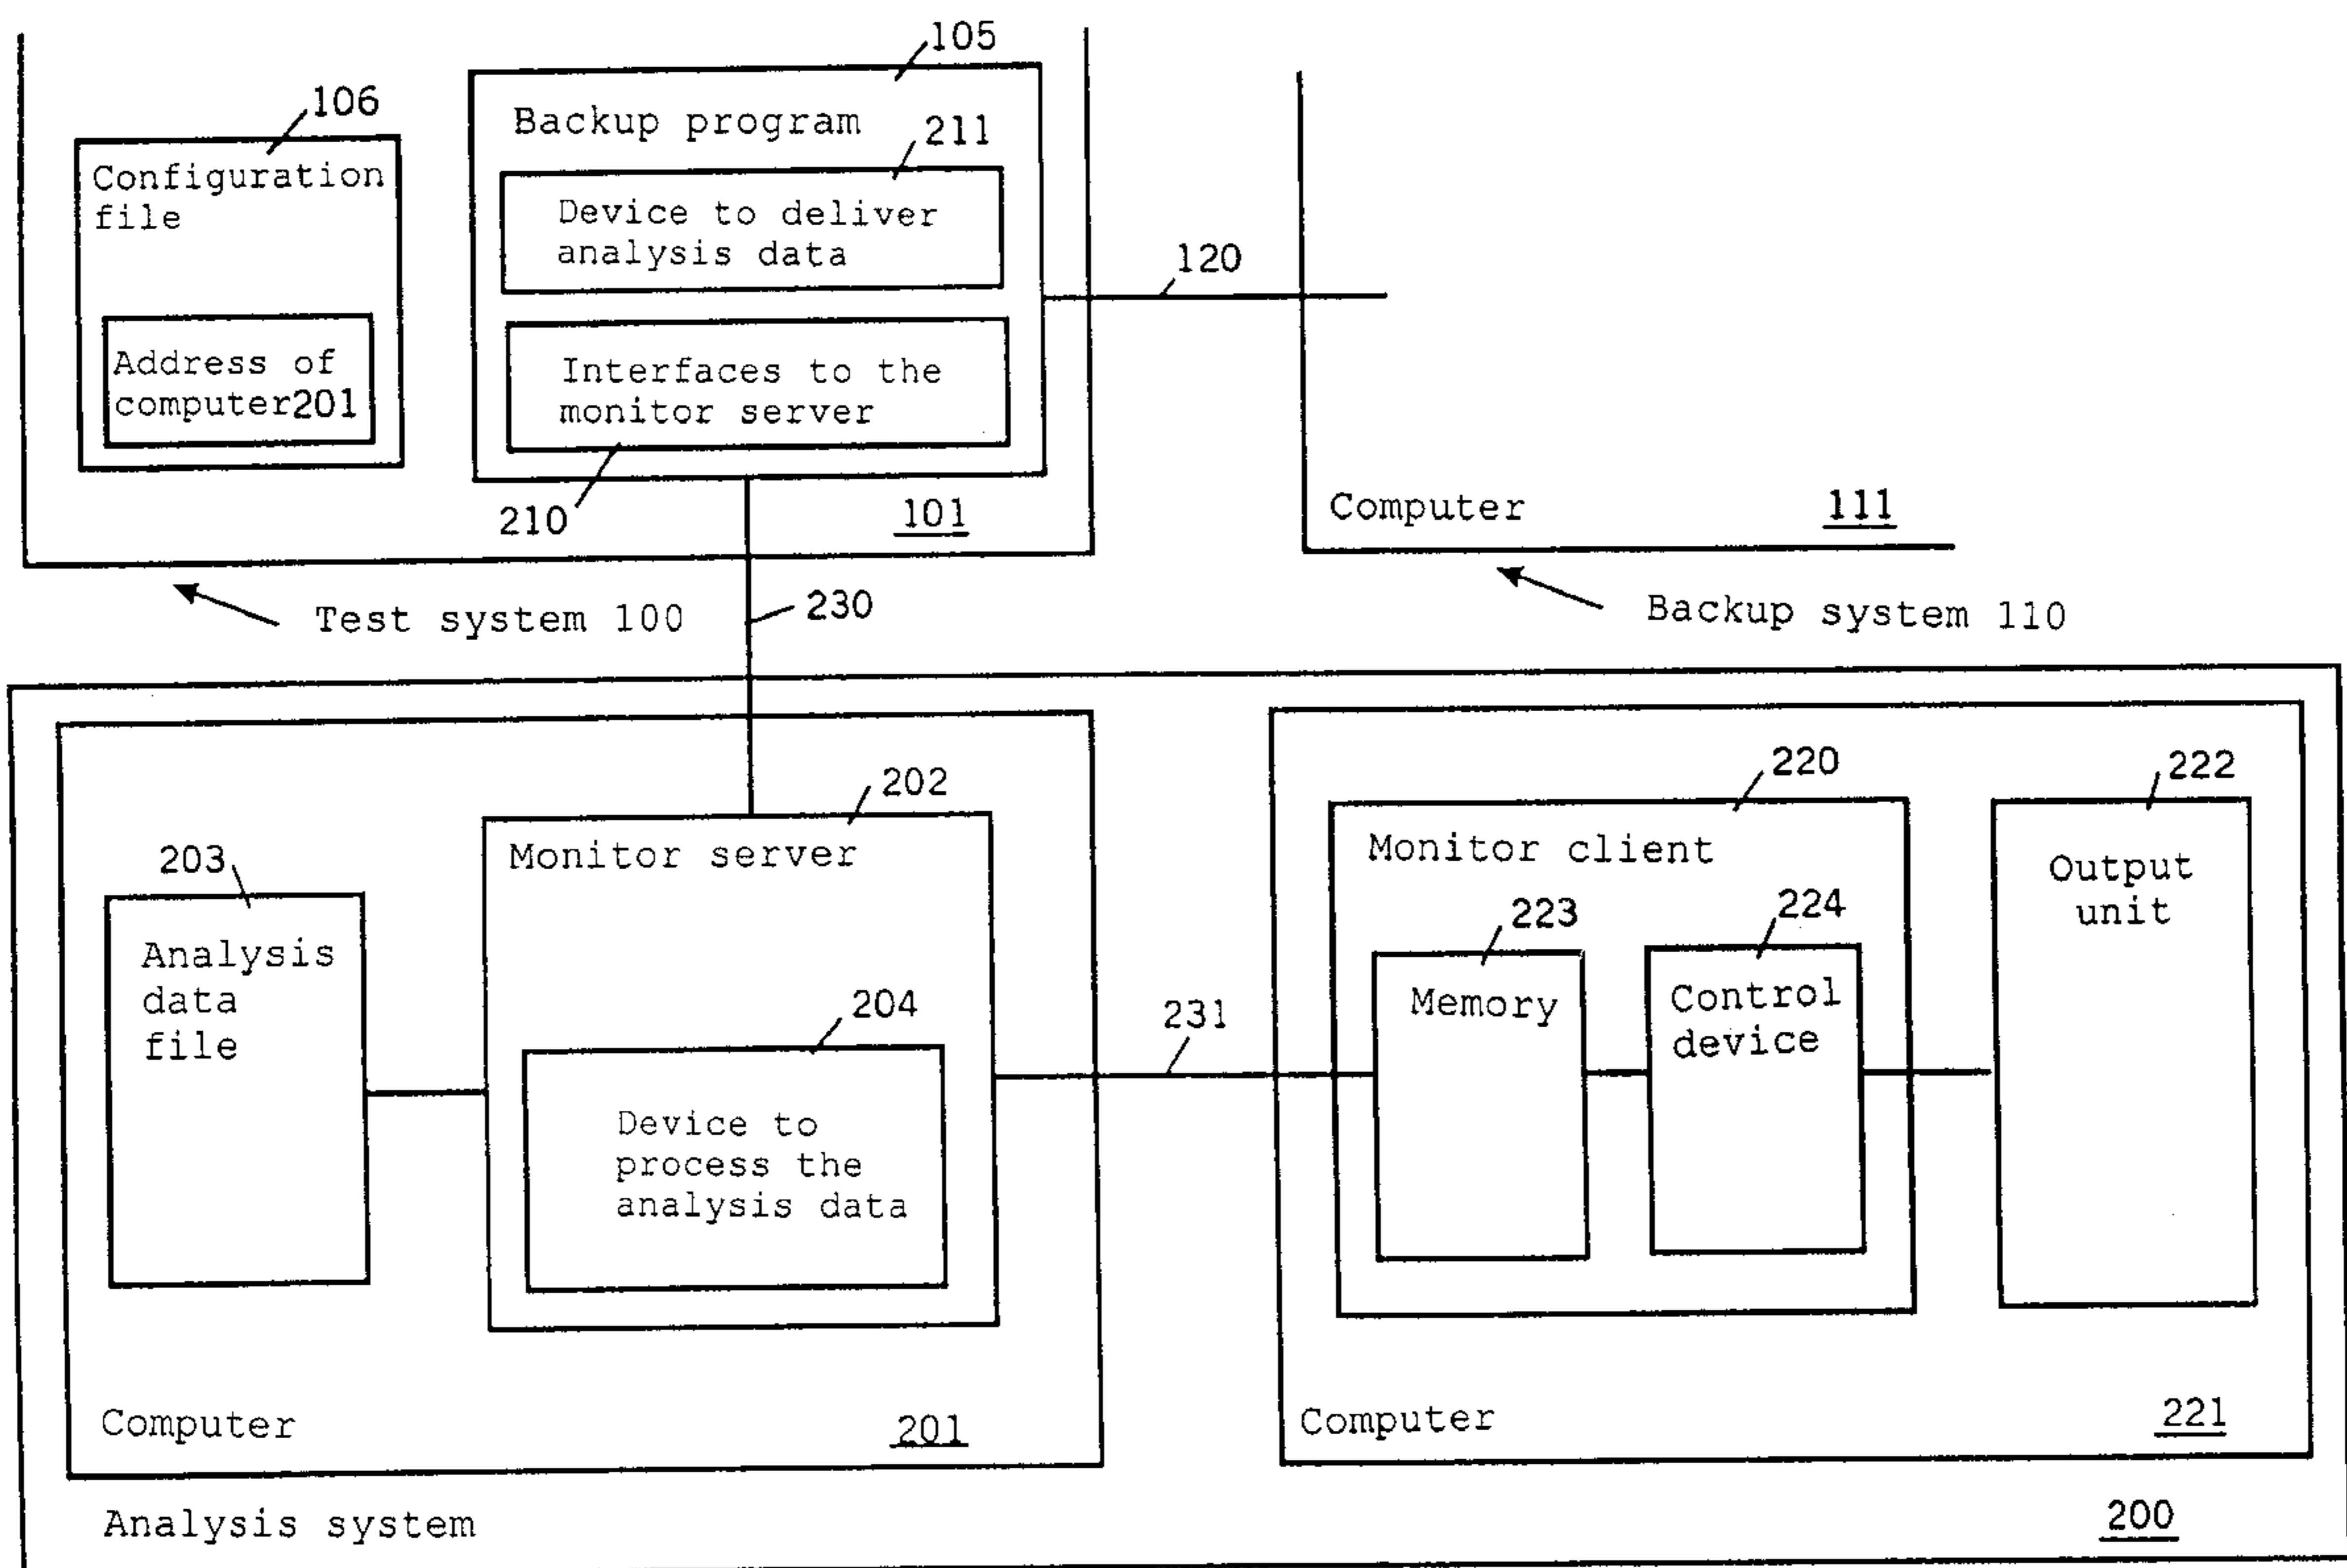 105
106
Backup program
211
Configuration
file
Device to deliver
analysis data
120
Address of
computer201
Interfaces to the
monitor server
210
101
Computer
111
Test system 100
230
Backup system 110
202
220
222
203
Monitor server
Monitor client
Output
unit
223
224
Analysis
data
file
204
231
Memory
Control
device
Device to
process the
analysis data
Computer
201
Computer
221
Analysis system
200